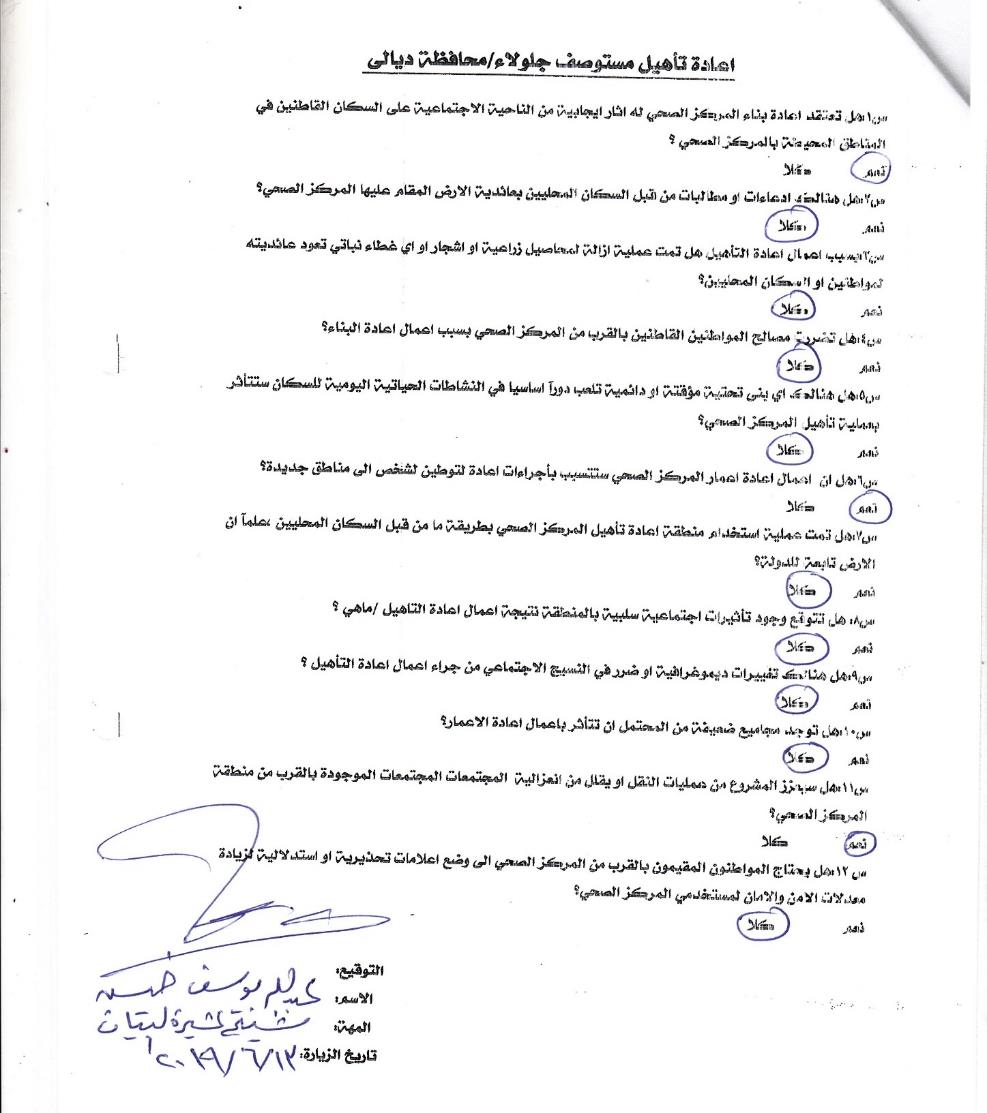 اعادة تأهيل مستوصف جلولاء/محافظة ديالى
س١:هل تعتقد اعادة بناء المركز الصحي له اثار ايجابية من الناحية الاجتماعية على السكان القاطنين في
المناطق المحيطة بالمركز الصحي ؟
نعم كلا
س٢:هل هنالك ادعاءات او مطالبات من قبل السكان المحليين بعائدية الارض المقام عليها المركز الصحي؟
نعم كلا
س٣:بسبب اعمال اعادة التأهيل هل تمت عملية ازالة لمحاصيل زراعية او اشجار او اي غطاء نباتي تعود عائديته
لمواطنين او السكان المحليين؟
نعم كلا
س٤:هل تضررت مصالح المواطنين القاطنين بالقرب من المركز الصحي بسبب اعمال اعادة البناء؟
نعم كلا
س٥:هل هنالك اي بنى تحتية مؤقتة او دائمية تلعب دورآ اساسيا في النشاطات الحياتية اليومية للسكان ستتأثر
بعملية تأهيل المركز الصحي؟
نعم كلا
س٦:هل ان اعمال اعادة اعمار المركز الصحي ستتسبب بأجراءات اعادة لتوطين لشخص الى مناطق جديدة؟
نعم كلا
س٧:هل تمت عملية استخدام منطقة اعادة تأهيل المركز الصحي بطريقة ما من قبل السكان المحليين ،علمآ ان
الارض تابعة للدولة؟
نعم كلا
س٨: هل تتوقع وجود تأثيرات اجتماعية سلبية بالمنطقة نتيجة اعمال اعادة التاهيل /ماهي ؟
نعم كلا
س٩:هل هنالك تغييرات ديموغرافية او ضرر في النسيج الاجتماعي من جراء اعمال اعادة التأهيل ؟
نعم كلا
س١٠:هل توجد مجاميع ضعيفة من المحتمل ان تتأثر باعمال اعادة الاعمار؟
نعم كلا
س١١:هل سيعزز المشروع من عمليات النقل او يقلل من انعزالية المجتمعات المجتمعات الموجودة بالقرب من منطقة
المركز الصحي؟
نعم كلا
س١٢:هل يحتاج المواطنون المقيمون بالقرب من المركز الصحي الى وضع اعلامات تحذيرية او استدلالية لزيادة
معدلات الامن والامان لمستخدمي المركز الصحي؟
نعم كلا
التوقيع:
الاسم: يوسف
المهنة:
تاريخ الزيارة: ٢٠١٩/٦/١٣